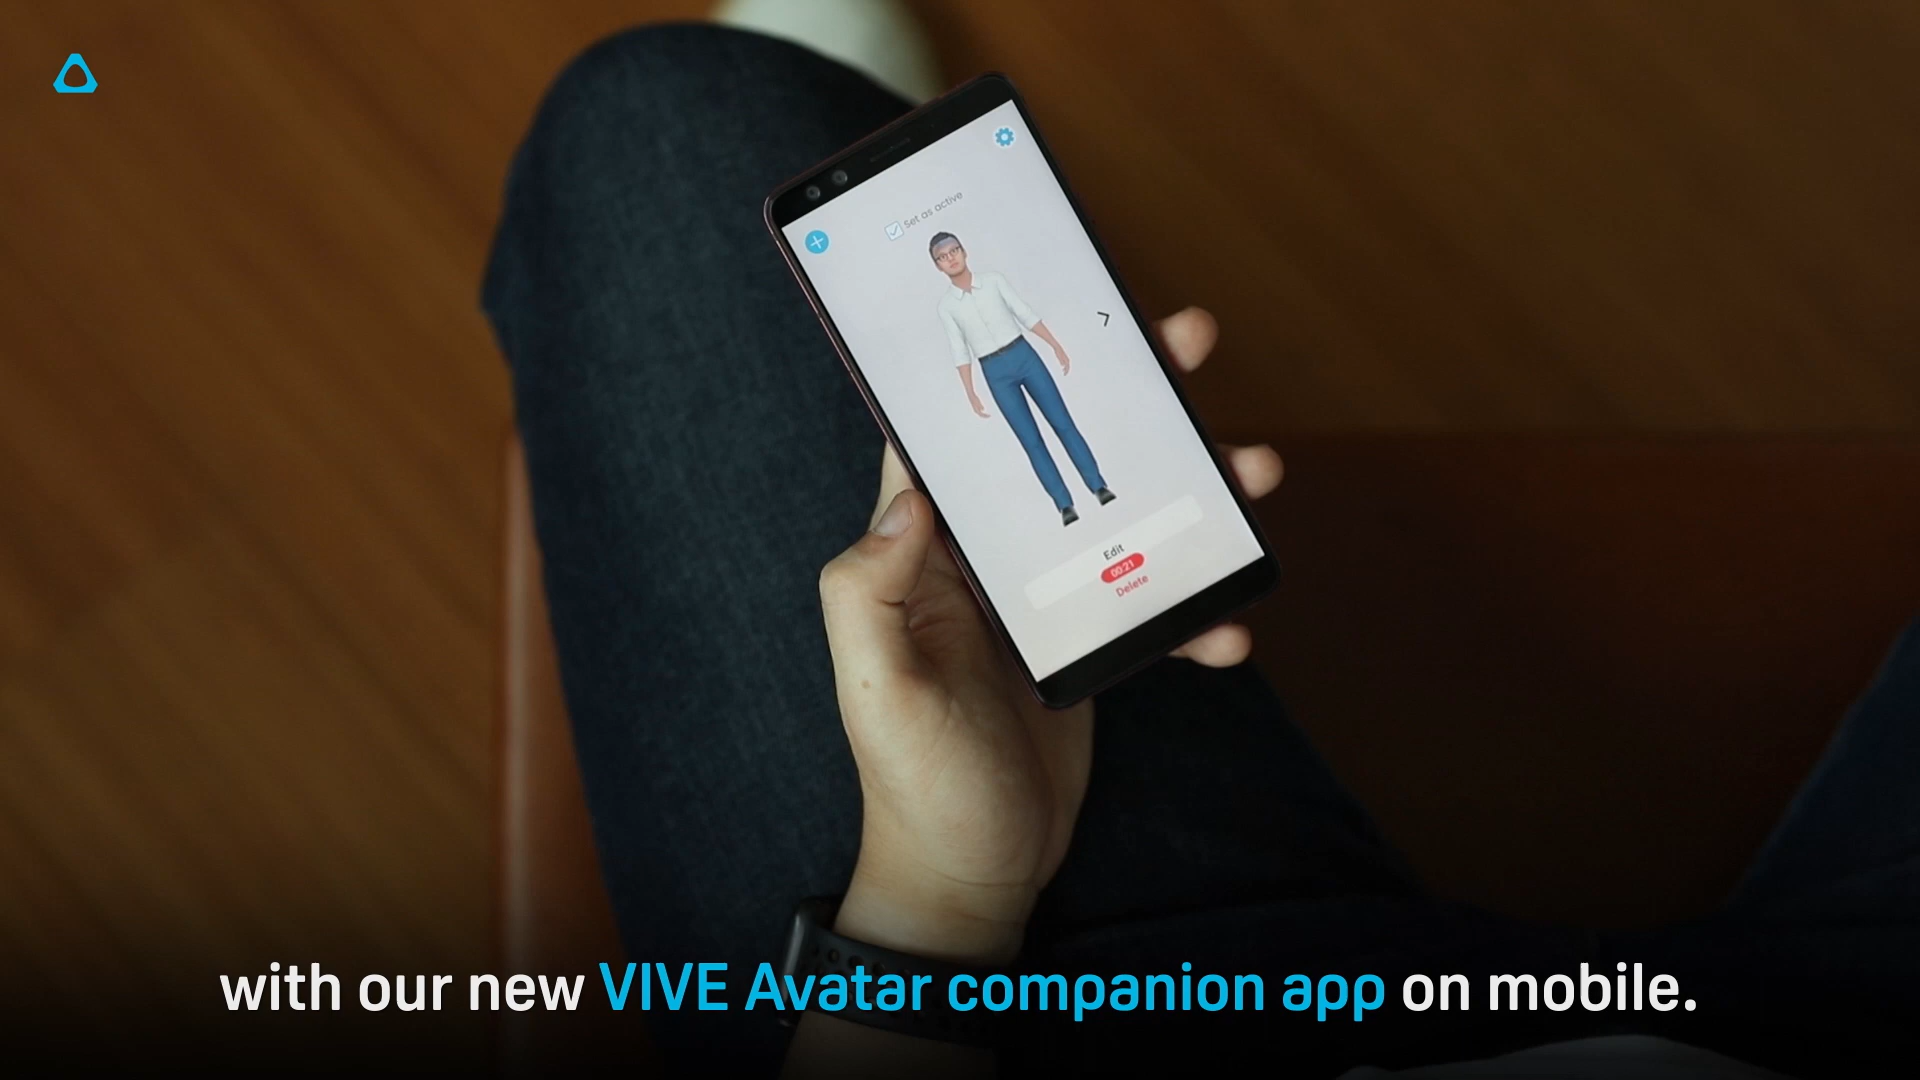 Set as active
Edit
00:21
Delete
with our new VIVE Avatar companion app on mobile.